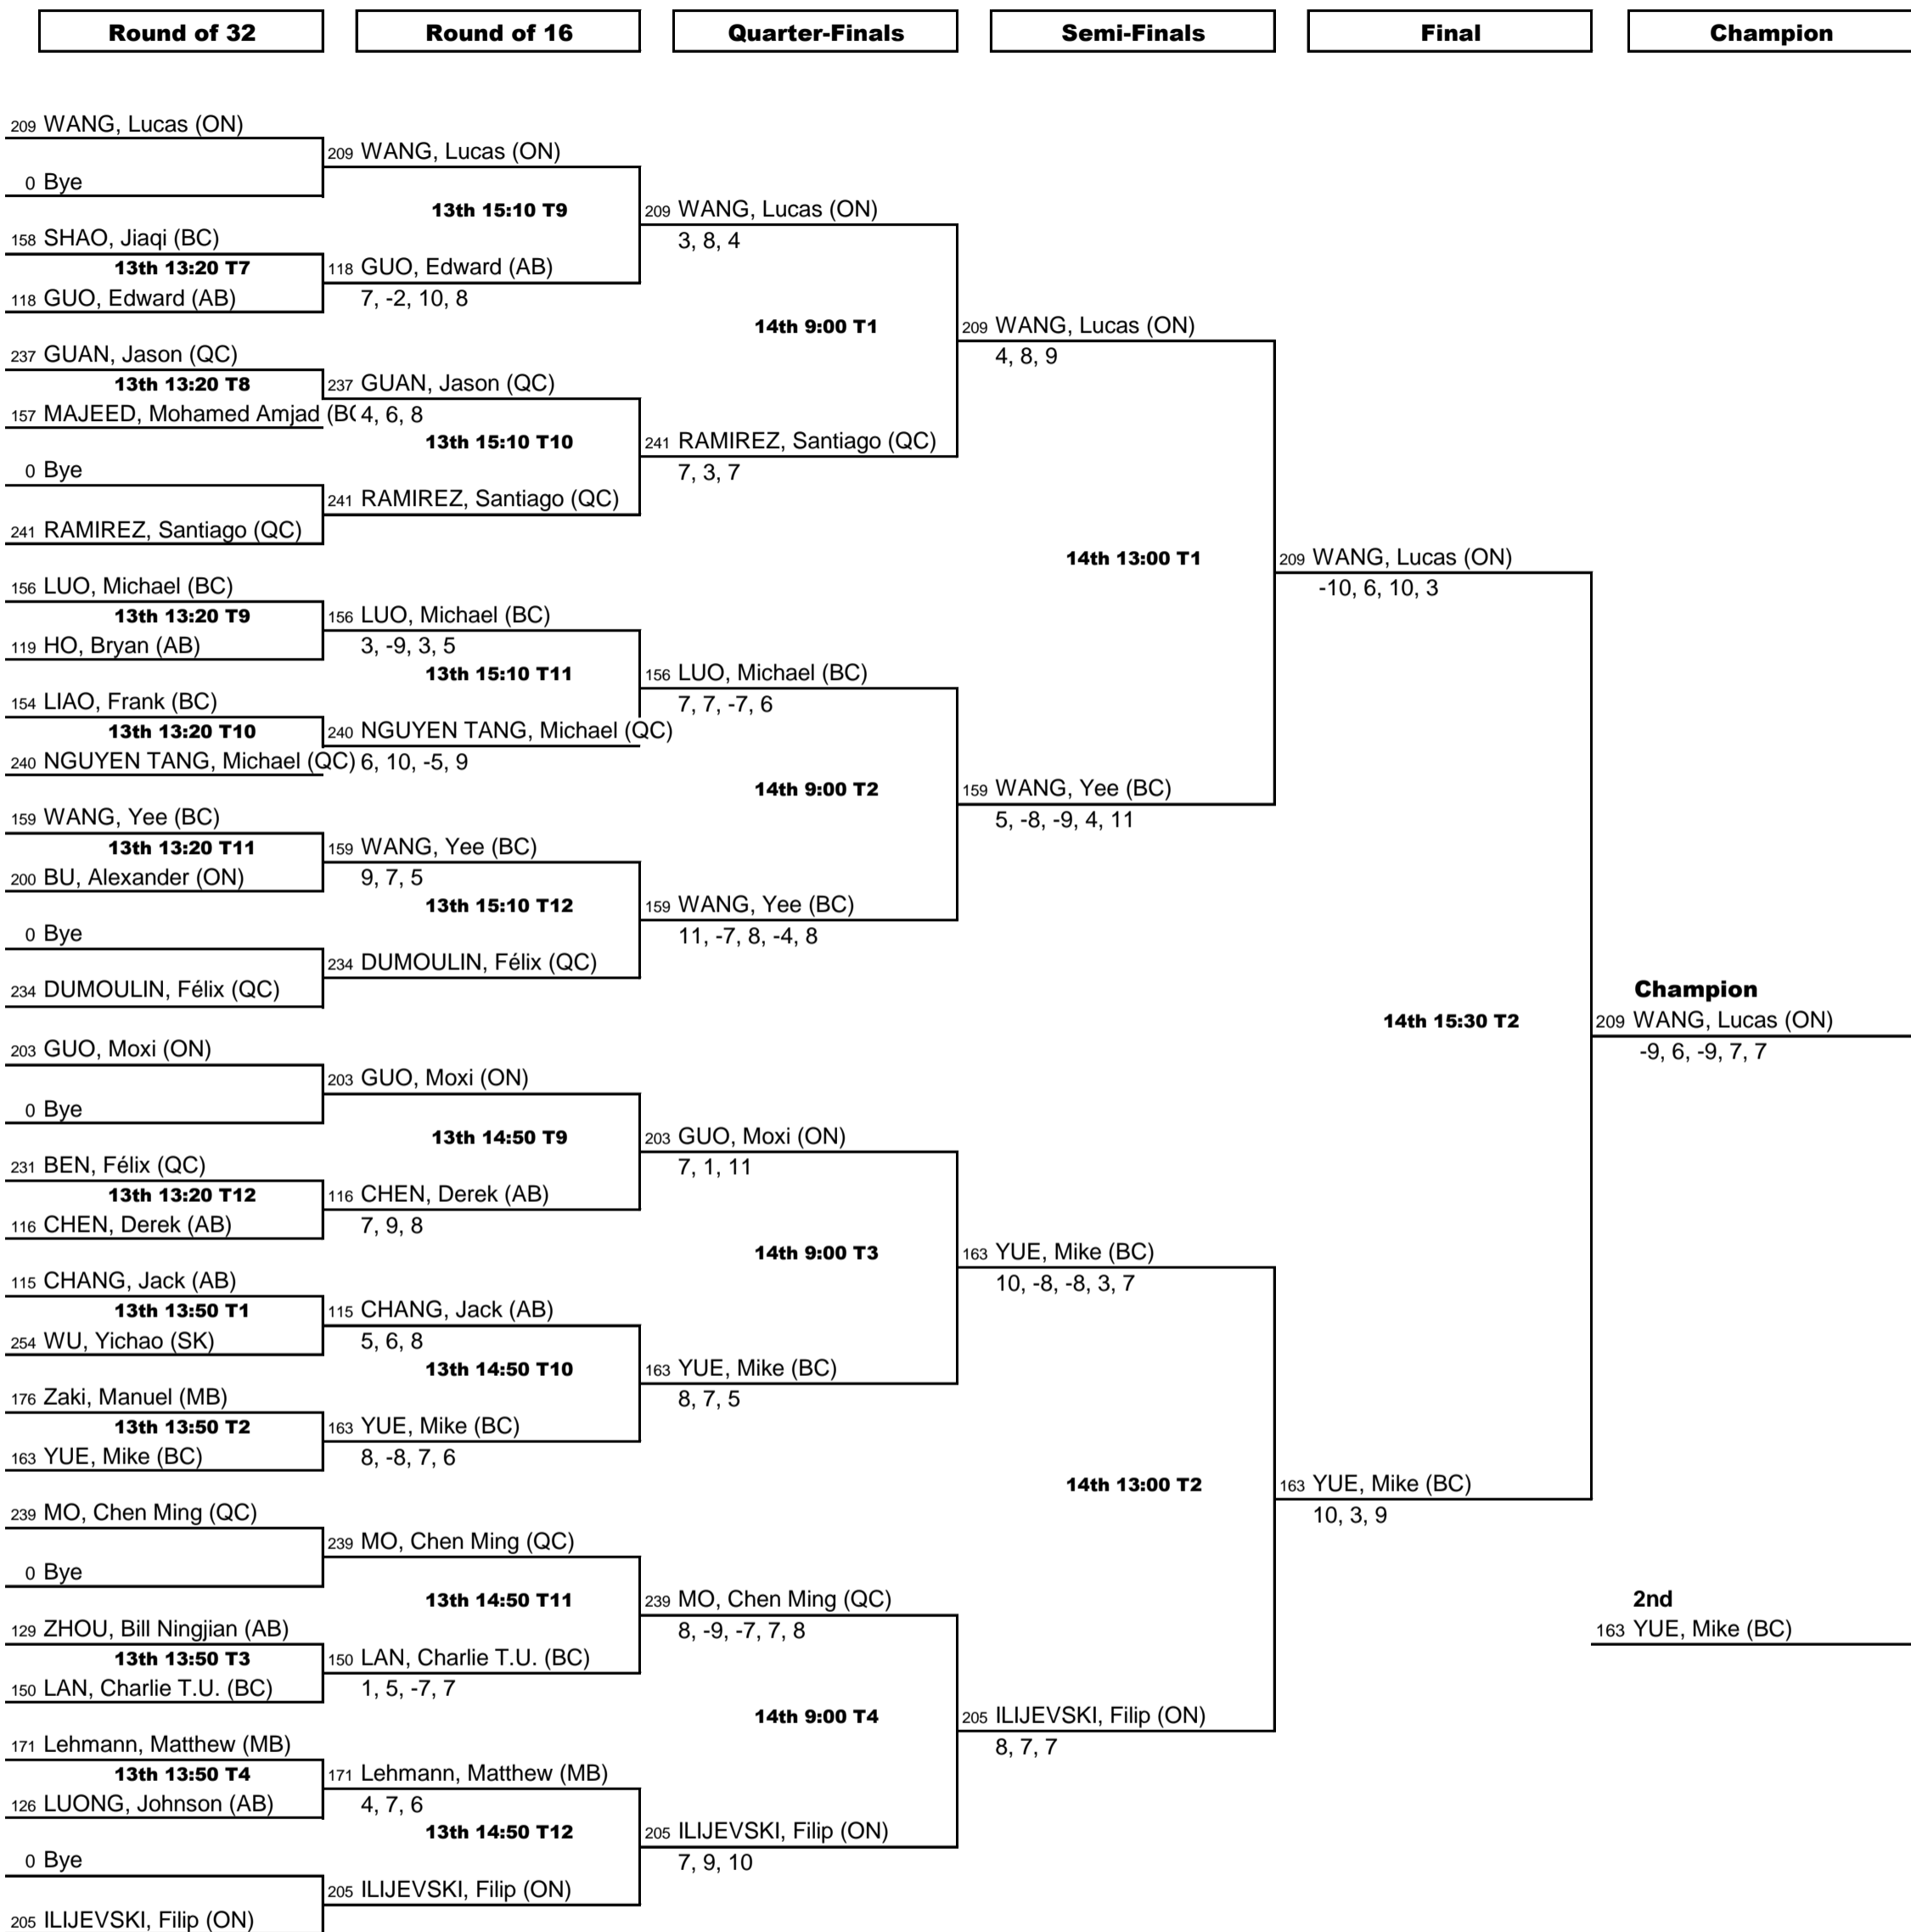 Round of 32
Round of 16
Quarter-Finals
Semi-Finals
Final
Champion
209 WANG, Lucas (ON)
0 Bye
158 SHAO, Jiaqi (BC)
13th 13:20 T7
118 GUO, Edward (AB)
237 GUAN, Jason (QC)
13th 13:20 T8
157 MAJEED, Mohamed Amjad (BC
0 Bye
241 RAMIREZ, Santiago (QC)
156 LUO, Michael (BC)
13th 13:20 T9
119 HO, Bryan (AB)
154 LIAO, Frank (BC)
13th 13:20 T10
240 NGUYEN TANG, Michael (QC)
159 WANG, Yee (BC)
13th 13:20 T11
200 BU, Alexander (ON)
0 Bye
234 DUMOULIN, Félix (QC)
203 GUO, Moxi (ON)
0 Bye
231 BEN, Félix (QC)
13th 13:20 T12
116 CHEN, Derek (AB)
115 CHANG, Jack (AB)
13th 13:50 T1
254 WU, Yichao (SK)
176 Zaki, Manuel (MB)
13th 13:50 T2
163 YUE, Mike (BC)
239 MO, Chen Ming (QC)
0 Bye
129 ZHOU, Bill Ningjian (AB)
13th 13:50 T3
150 LAN, Charlie T.U. (BC)
171 Lehmann, Matthew (MB)
13th 13:50 T4
126 LUONG, Johnson (AB)
0 Bye
205 ILIJEVSKI, Filip (ON)
209 WANG, Lucas (ON)
13th 15:10 T9
118 GUO, Edward (AB)
7, -2, 10, 8
237 GUAN, Jason (QC)
4, 6, 8
13th 15:10 T10
241 RAMIREZ, Santiago (QC)
156 LUO, Michael (BC)
3, -9, 3, 5
13th 15:10 T11
240 NGUYEN TANG, Michael (QC)
6, 10, -5, 9
159 WANG, Yee (BC)
9, 7, 5
13th 15:10 T12
234 DUMOULIN, Félix (QC)
203 GUO, Moxi (ON)
13th 14:50 T9
116 CHEN, Derek (AB)
7, 9, 8
115 CHANG, Jack (AB)
5, 6, 8
13th 14:50 T10
163 YUE, Mike (BC)
8, -8, 7, 6
239 MO, Chen Ming (QC)
13th 14:50 T11
150 LAN, Charlie T.U. (BC)
1, 5, -7, 7
171 Lehmann, Matthew (MB)
4, 7, 6
13th 14:50 T12
205 ILIJEVSKI, Filip (ON)
209 WANG, Lucas (ON)
3, 8, 4
14th 9:00 T1
241 RAMIREZ, Santiago (QC)
7, 3, 7
156 LUO, Michael (BC)
7, 7, -7, 6
14th 9:00 T2
159 WANG, Yee (BC)
11, -7, 8, -4, 8
203 GUO, Moxi (ON)
7, 1, 11
14th 9:00 T3
163 YUE, Mike (BC)
8, 7, 5
239 MO, Chen Ming (QC)
8, -9, -7, 7, 8
14th 9:00 T4
205 ILIJEVSKI, Filip (ON)
7, 9, 10
209 WANG, Lucas (ON)
4, 8, 9
14th 13:00 T1
159 WANG, Yee (BC)
5, -8, -9, 4, 11
163 YUE, Mike (BC)
10, -8, -8, 3, 7
14th 13:00 T2
205 ILIJEVSKI, Filip (ON)
8, 7, 7
209 WANG, Lucas (ON)
-10, 6, 10, 3
14th 15:30 T2
163 YUE, Mike (BC)
10, 3, 9
Champion
209 WANG, Lucas (ON)
-9, 6, -9, 7, 7
2nd
163 YUE, Mike (BC)